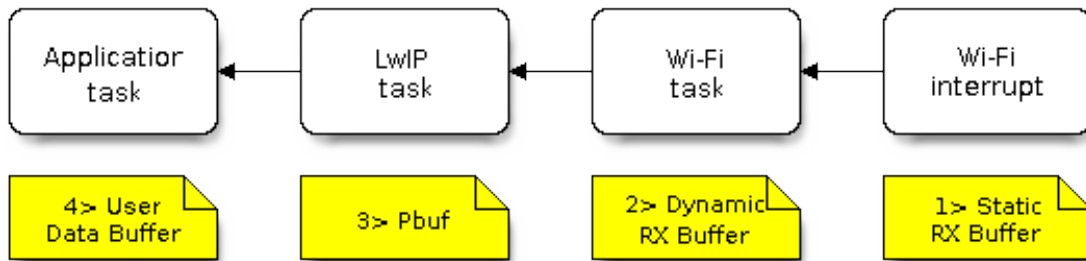 Application
task
LwIP
task
Wi-Fi
task
Wi-Fi
interrupt
4> User
Data Buffer
3> Pbuf
2> Dynamic
RX Buffer
1> Static
RX Buffer